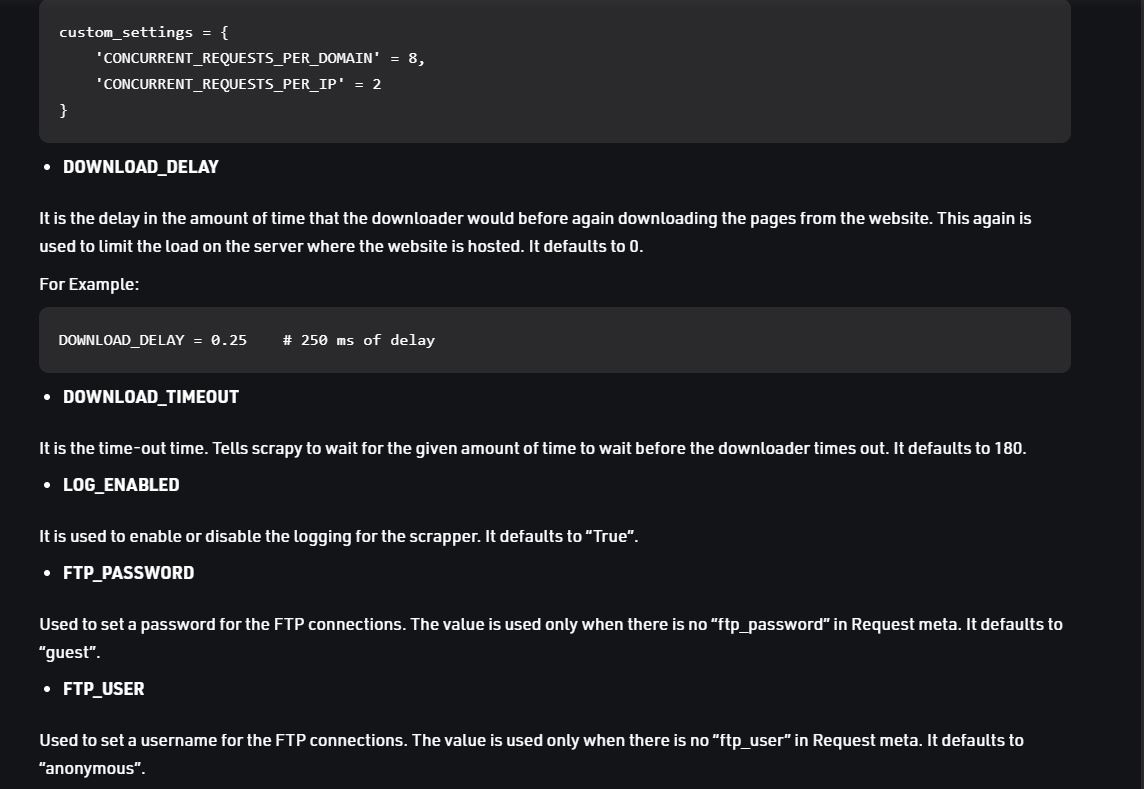 custom_settings = {
    'CONCURRENT_REQUESTS_PER_DOMAIN' = 8,
    'CONCURRENT_REQUESTS_PER_IP' = 2
}
• DOWNLOAD_DELAY
It is the delay in the amount of time that the downloader would before again downloading the pages from the website. This again is
used to limit the load on the server where the website is hosted. It defaults to 0.
For Example:
DOWNLOAD_DELAY = 0.25    # 250 ms of delay
• DOWNLOAD_TIMEOUT
It is the time-out time. Tells scrapy to wait for the given amount of time to wait before the downloader times out. It defaults to 180.
• LOG_ENABLED
It is used to enable or disable the logging for the scrapper. It defaults to “True”.
• FTP_PASSWORD
Used to set a password for the FTP connections. The value is used only when there is no “ftp_password” in Request meta. It defaults to
“guest”.
• FTP_USER
Used to set a username for the FTP connections. The value is used only when there is no “ftp_user” in Request meta. It defaults to
“anonymous”.